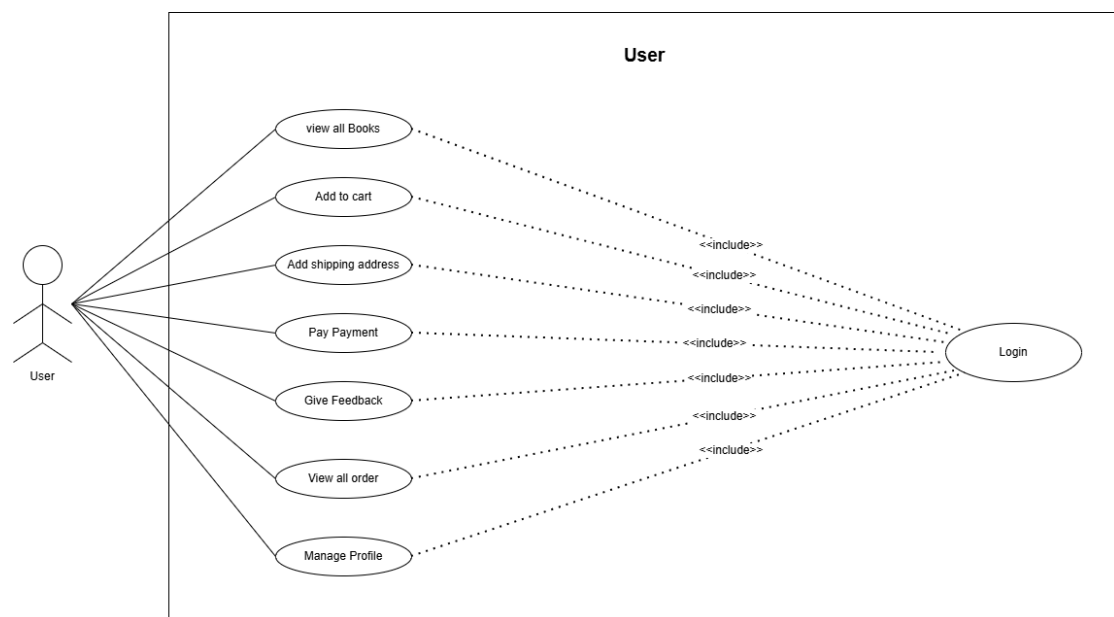 User
view all Books
Add to cart
<<include>>
Add shipping address
<<include>>
<<include>>
Pay Payment
<<include>>
Login
User
<<include>>
Give Feedback
<<include>>
<<include>>
View all order
Manage Profile